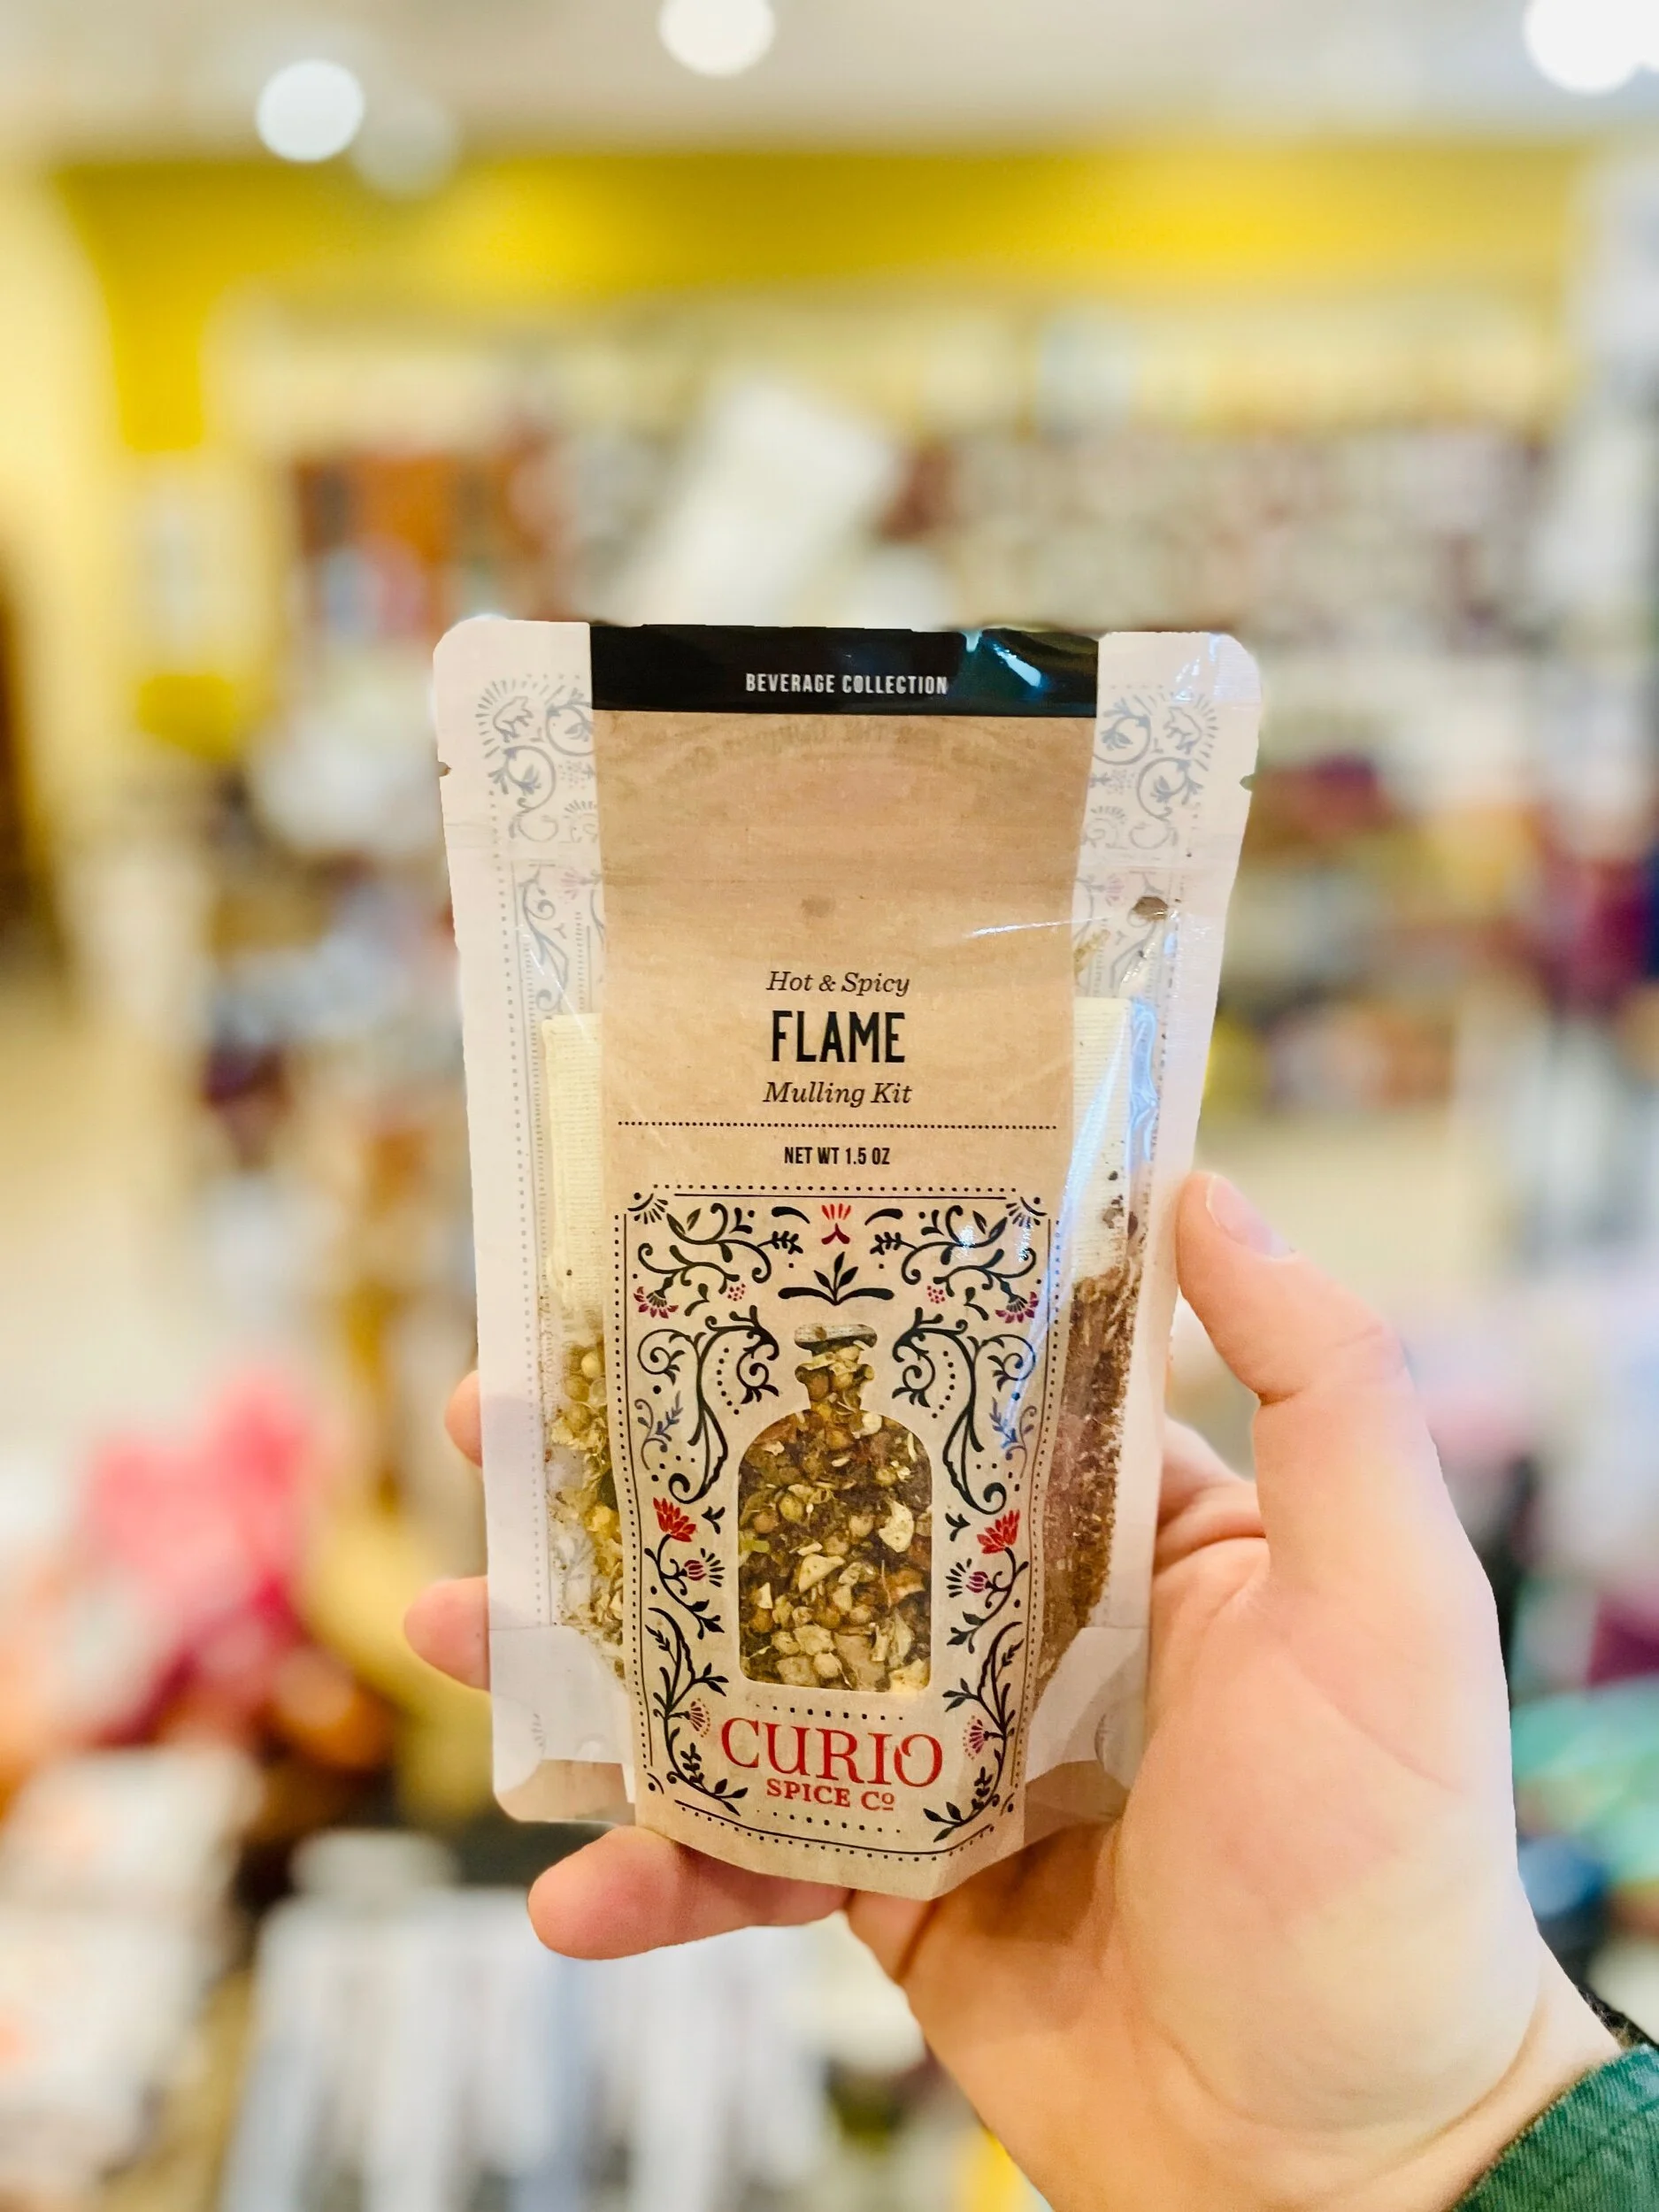 BEVERAGE COLLECTION
Hot & Spicy
FLAME
Mulling Kit
NET WT 1.5 OZ
CURIO
SPICE Cº